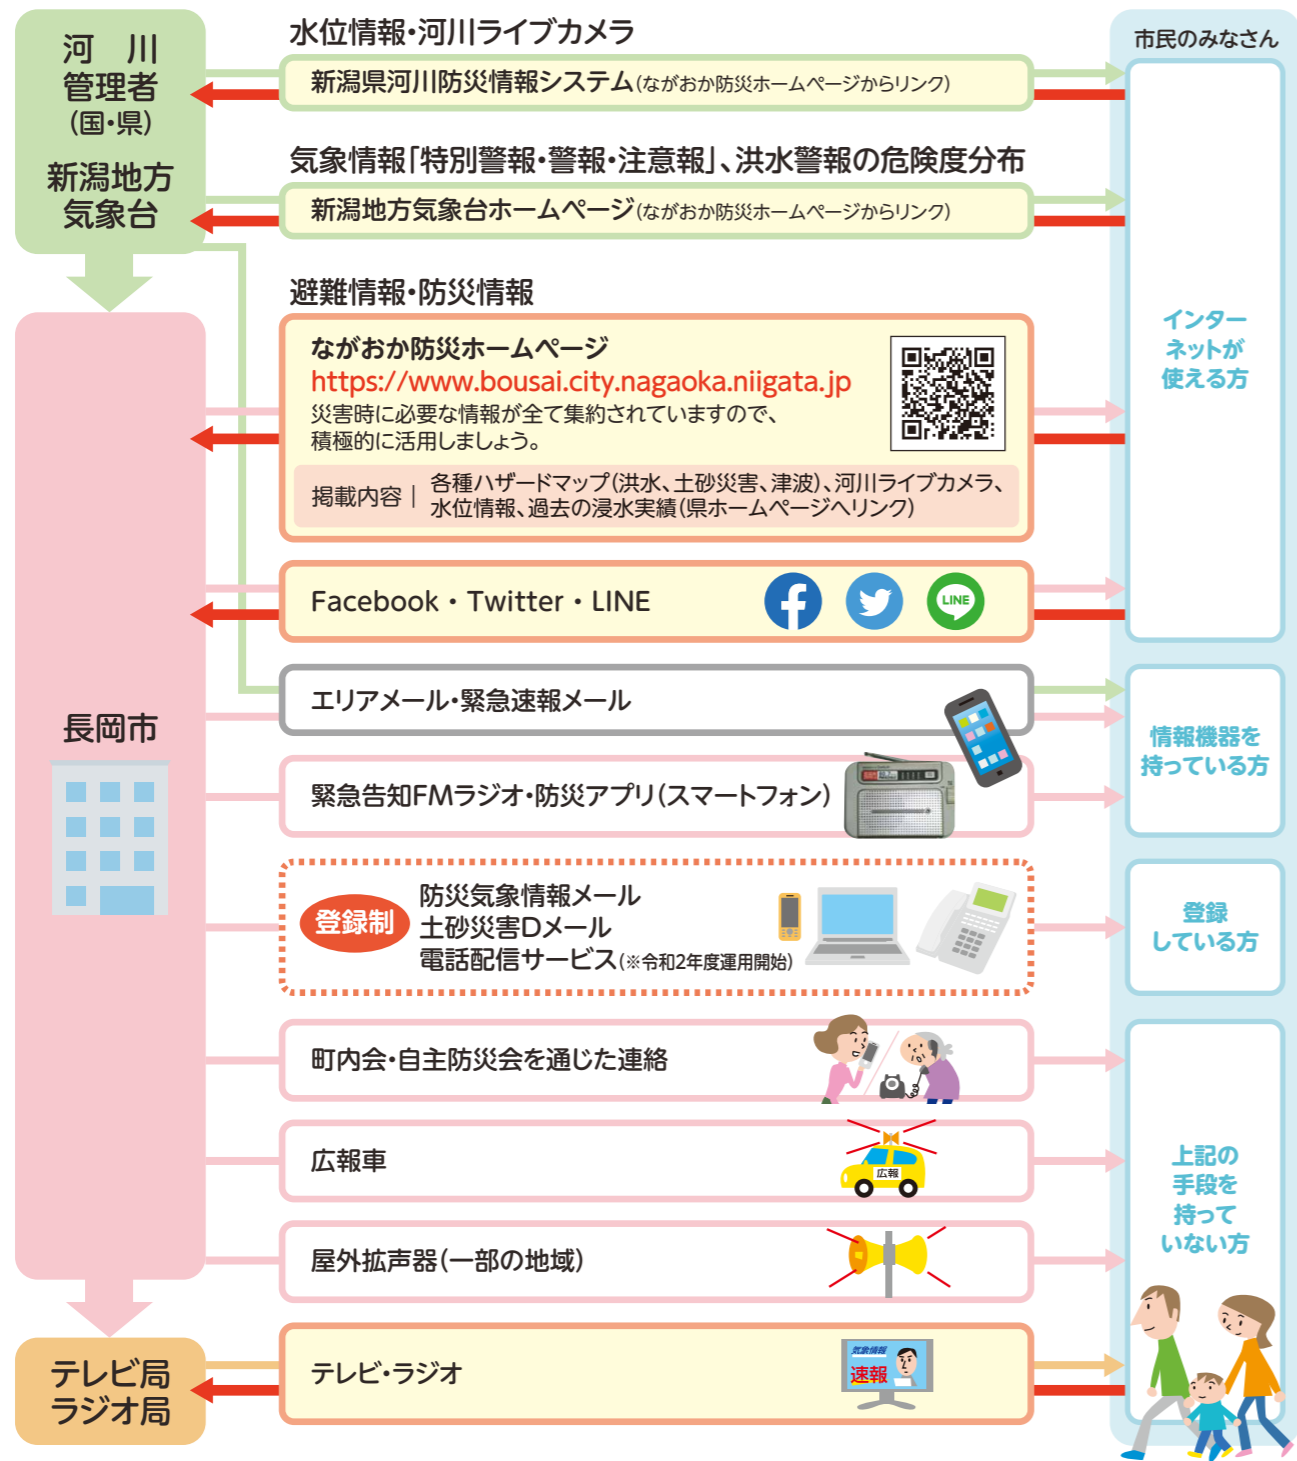 河　川
管理者
(国・県)
新潟地方
気象台
水位情報・河川ライブカメラ
新潟県河川防災情報システム(ながおか防災ホームページからリンク)
市民のみなさん
気象情報「特別警報・警報・注意報」、洪水警報の危険度分布
新潟地方気象台ホームページ(ながおか防災ホームページからリンク)
避難情報・防災情報
ながおか防災ホームページ
https://www.bousai.city.nagaoka.niigata.jp
災害時に必要な情報が全て集約されていますので、
積極的に活用しましょう。
掲載内容｜各種ハザードマップ(洪水、土砂災害、津波)、河川ライブカメラ、
水位情報、過去の浸水実績(県ホームページへリンク)
インター
ネットが
使える方
Facebook・Twitter・LINE
LINE
長岡市
エリアメール・緊急速報メール
緊急告知FMラジオ・防災アプリ(スマートフォン)
情報機器を
持っている方
登録制
防災気象情報メール
土砂災害Dメール
電話配信サービス(※令和2年度運用開始)
登録
している方
町内会・自主防災会を通じた連絡
広報車
広報
屋外拡声器(一部の地域)
上記の
手段を
持って
いない方
テレビ局
ラジオ局
テレビ・ラジオ
気象情報
速報